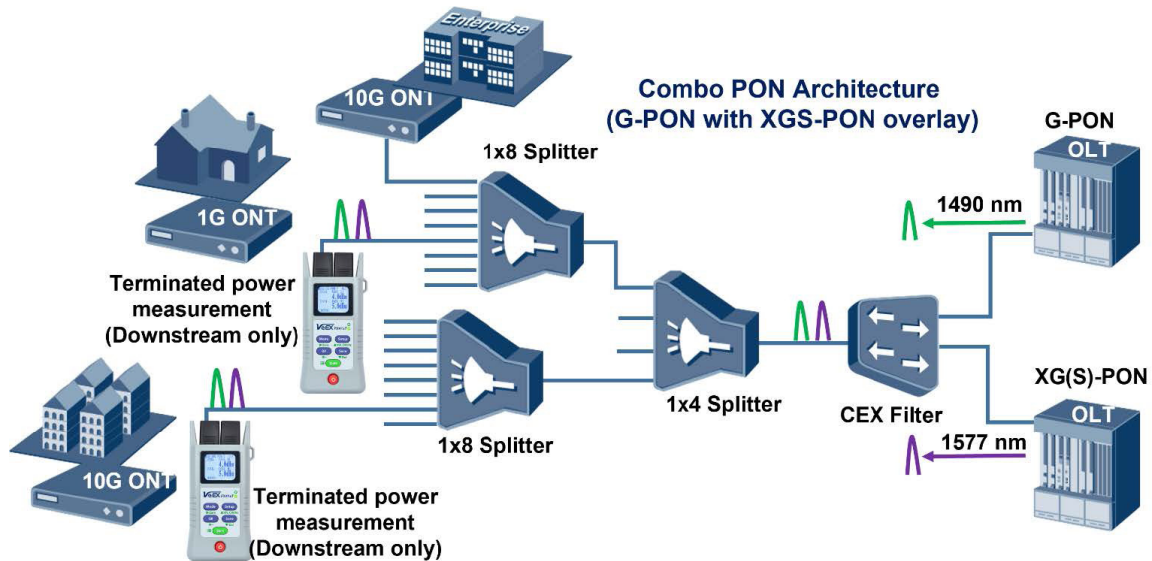 Enterprise
10G ONT
Combo PON Architecture
(G-PON with XGS-PON overlay)
G-PON
OLT
1x8 Splitter
1490 nm
1G ONT
Terminated power
measurement
(Downstream only)
VeEX
XG(S)-PON
OLT
1x4 Splitter
CEX Filter
1577 nm
1x8 Splitter
10G ONT
VeEX
Terminated power
measurement
(Downstream only)